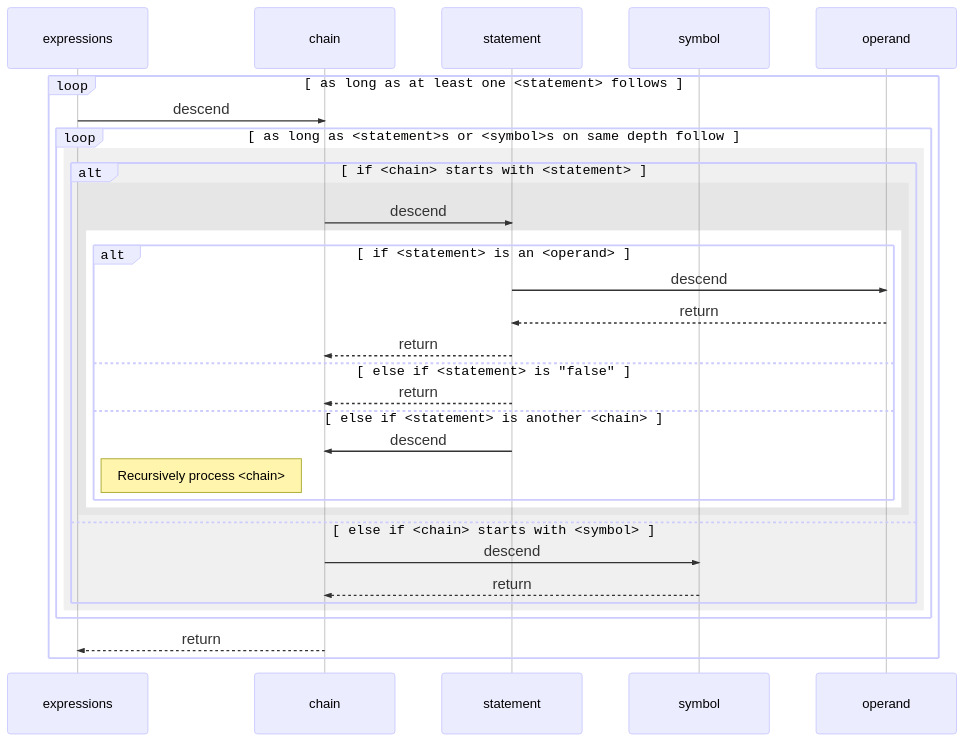 expressions chain statement symbol operand
loop [ as long as at least one <statement> follows ]
descend
loop [ as long as <statement>s or <symbol>s on same depth follow ]
alt [ if <chain> starts with <statement> ]
descend
alt [ if <statement> is an <operand> ]
descend
return
return
[ else if <statement> is "false" ]
return
[ else if <statement> is another <chain> ]
descend
Recursively process <chain>
[ else if <chain> starts with <symbol> ]
descend
return
return
expressions chain statement symbol operand